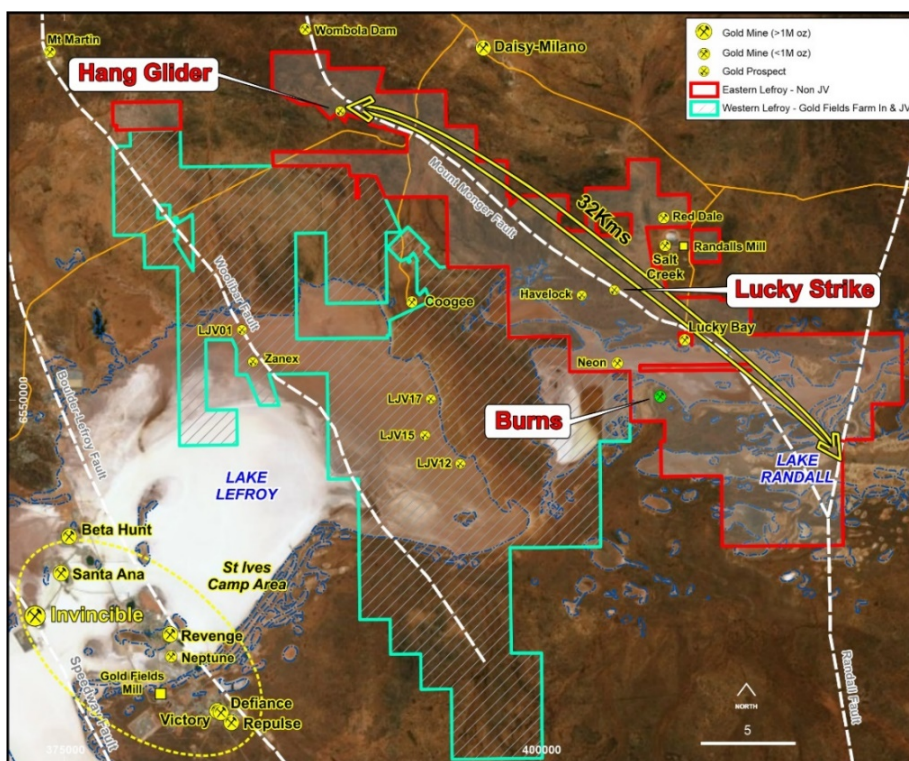 Mt Martin
Wombola Dam
Daisy-Milano
Gold Mine (>1M oz)
Gold Mine (<1M oz)
Gold Prospect
Eastern Lefroy - Non JV
Western Lefroy - Gold Fields Farm In & JV
Hang Glider
Mount Monger Fault
32Kms
Red Dale
Salt
Creek
Randalls Mill
Woolibar Fault
Coogee
Havelock
Lucky Strike
LJV01
Zanex
Lucky Bay
Neon
6550000
Boulder-Lefroy Fault
LJV17
Burns
LJV15
LJV12
LAKE
LEFROY
LAKE
RANDALL
Beta Hunt
Santa Ana
St Ives
Camp Area
Invincible
Revenge
Neptune
Gold Fields
Mill
Speedway Fault
Victory
Defiance
Repulse
Randall Fault
NORTH
5
375000
400000